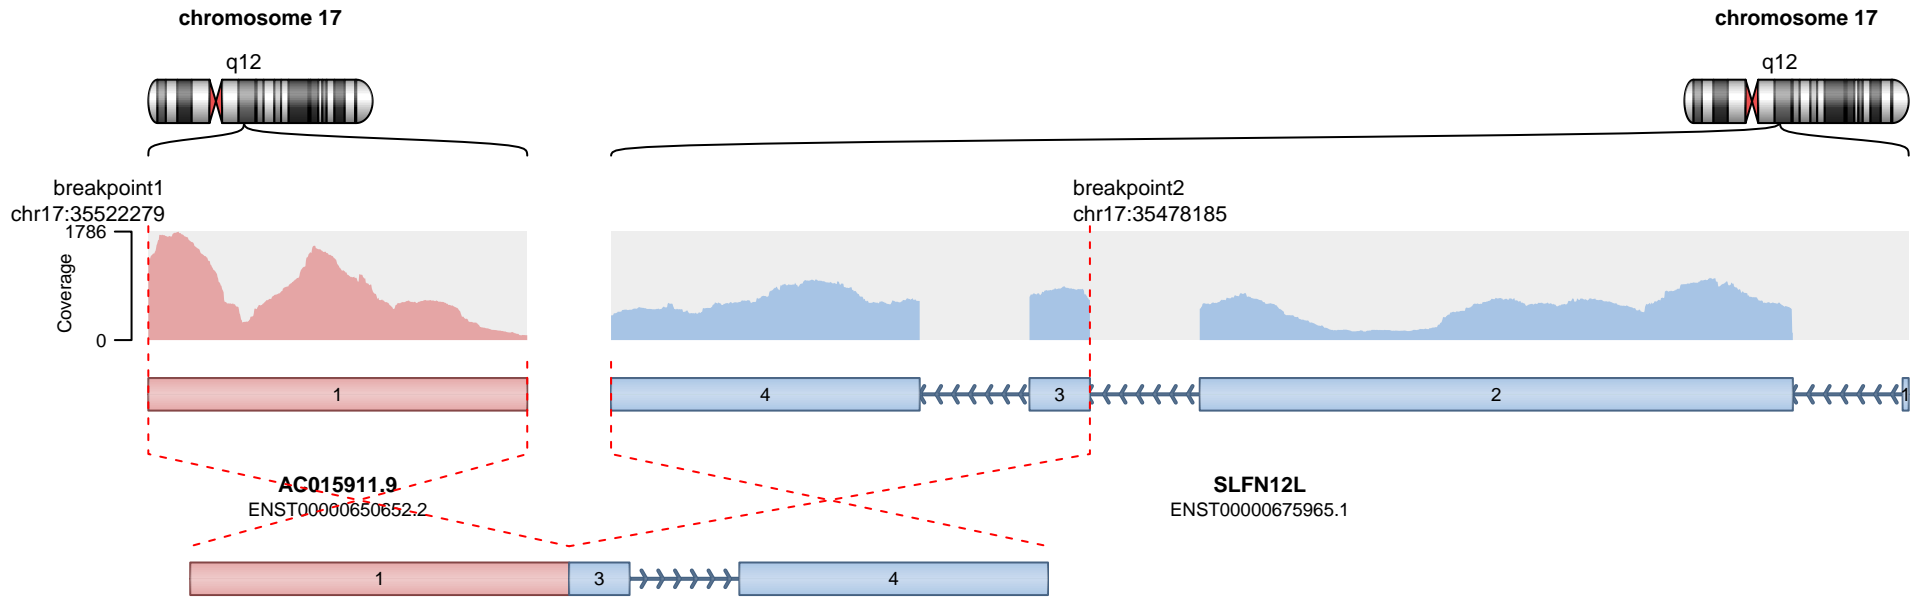 chromosome 17
chromosome 17
q12
q12
breakpoint1
chr17:35522279
breakpoint2
chr17:35478185
1786
Coverage
0
1
4
3
2
1
AC015911.9
ENST00000650652.2
SLFN12L
ENST00000675965.1
1
3
4